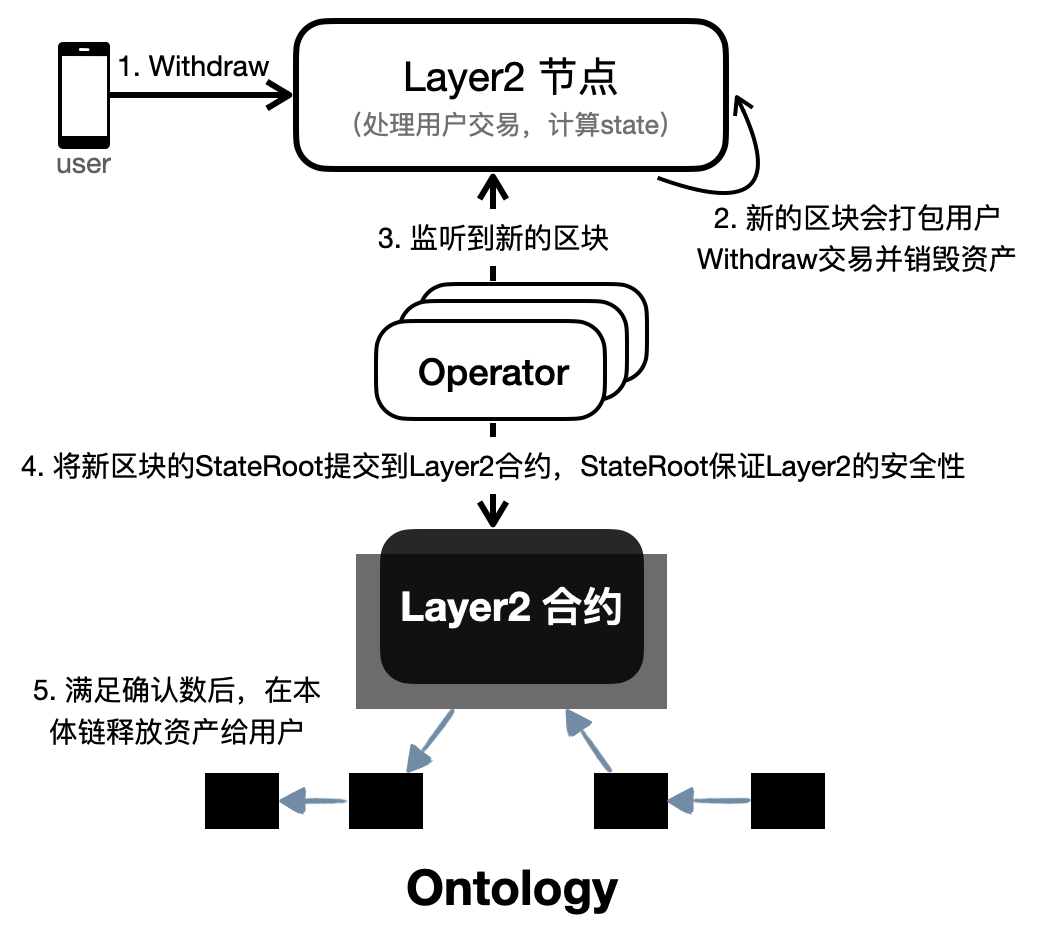 1. Withdraw
Layer2 节点
（处理用户交易，计算state）
user
2. 新的区块会打包用户
Withdraw交易并销毁资产
3. 监听到新的区块
Operator
4. 将新区块的StateRoot提交到Layer2合约，StateRoot保证Layer2的安全性
Layer2 合约
5. 满足确认数后，在本
体链释放资产给用户
Ontology